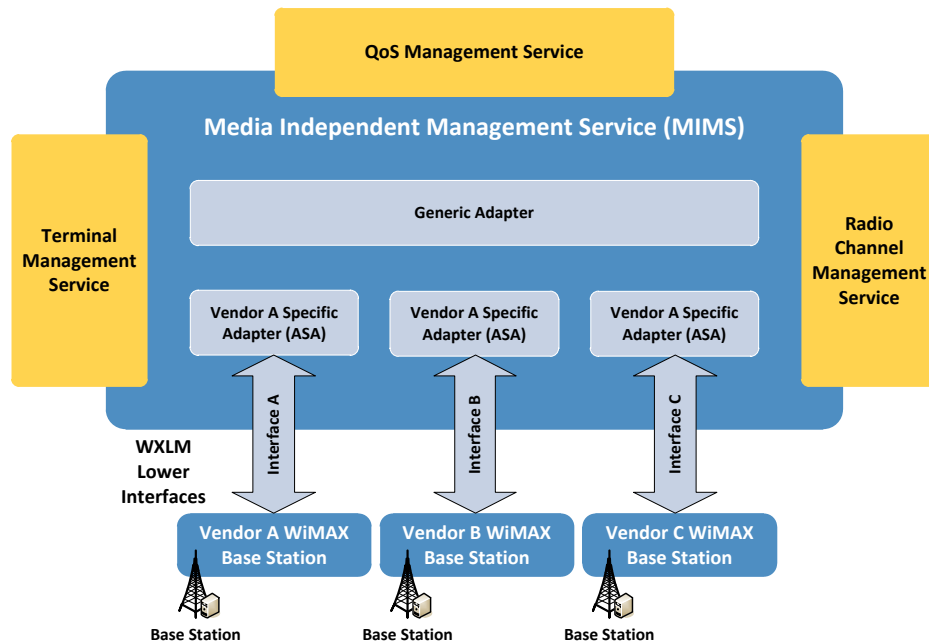 QoS Management Service
Media Independent Management Service (MIMS)
Generic Adapter
Terminal
Management
Service
Radio
Channel
Management
Service
Vendor A Specific
Adapter (ASA)
Vendor A Specific
Adapter (ASA)
Vendor A Specific
Adapter (ASA)
Interface A
Interface B
Interface C
WXLM
Lower
Interfaces
Vendor A WiMAX
Base Station
Vendor B WiMAX
Base Station
Vendor C WiMAX
Base Station
Base Station
Base Station
Base Station